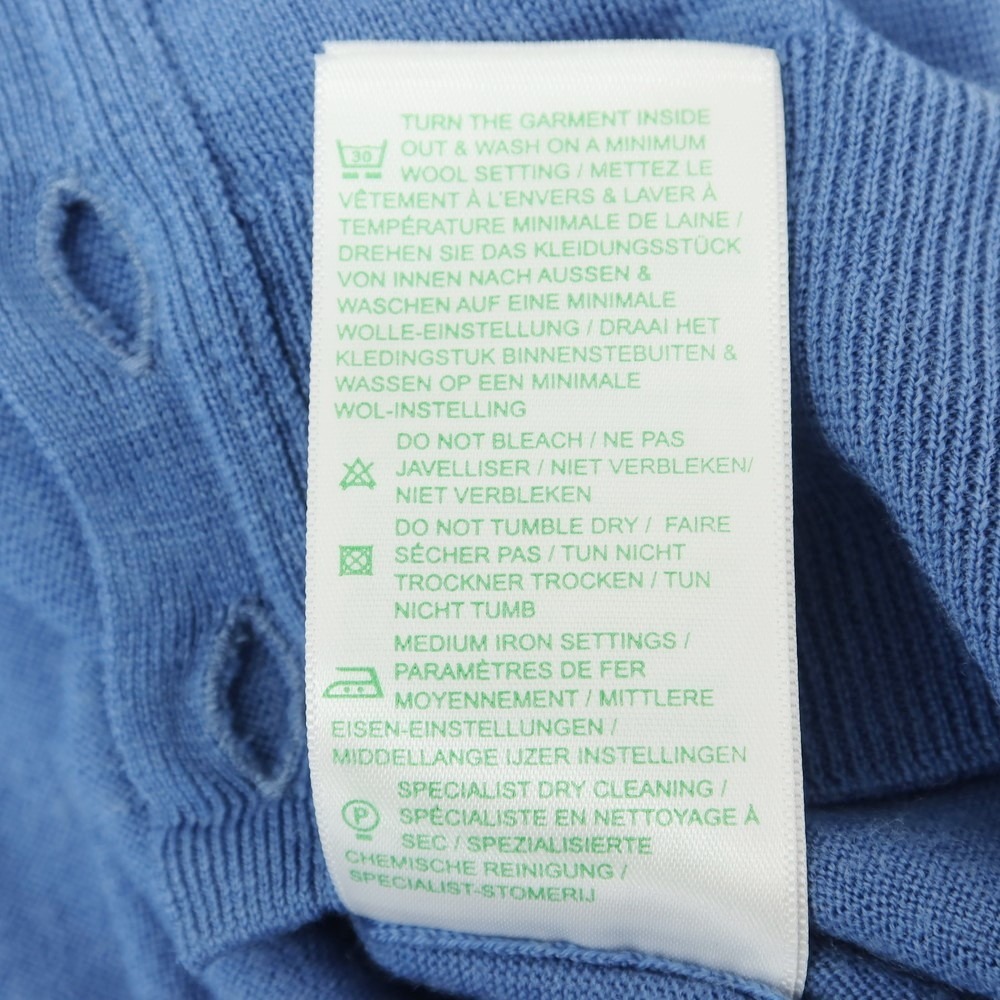 TURN THE GARMENT INSIDE
30 OUT & WASH ON A MINIMUM
WOOL SETTING / METTEZ LE
VÊTEMENT À L'ENVERS & LAVER À
TEMPÉRATURE MINIMALE DE LAINE /
DREHEN SIE DAS KLEIDUNGSSTÜCK
VON INNEN NACH AUSSEN &
WASCHEN AUF EINE MINIMALE
WOLLE-EINSTELLUNG / DRAAI HET
KLEDINGSTUK BINNENSTEBUITEN &
WASSEN OP EEN MINIMALE
WOL-INSTELLING
DO NOT BLEACH / NE PAS
JAVELLISER / NIET VERBLEKEN/
NIET VERBLEKEN
DO NOT TUMBLE DRY / FAIRE
SÉCHER PAS / TUN NICHT
TROCKNER TROCKEN / TUN
NICHT TUMB
MEDIUM IRON SETTINGS /
PARAMÈTRES DE FER
MOYENNEMENT / MITTLERE
EISEN-EINSTELLUNGEN /
MIDDELLANGE IJZER INSTELLINGEN
SPECIALIST DRY CLEANING /
P SPÉCIALISTE EN NETTOYAGE À
SEC / SPEZIALISIERTE
CHEMISCHE REINIGUNG /
SPECIALIST-STOMERIJ